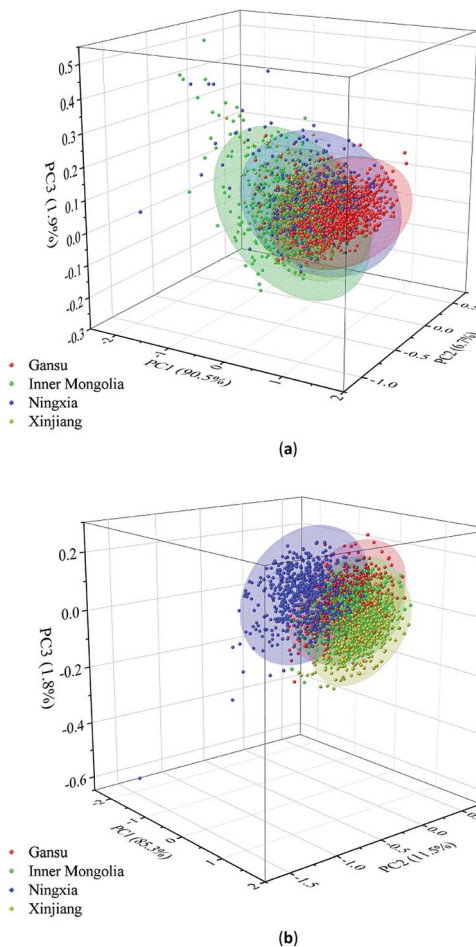 0.5
0.4
0.3
0.2
0.1
0.0
-0.1
-0.2
-0.3
PC3 (1.9%)
-2
-1
0
1
2
PC1 (90.5%)
0.5
0.0
-0.5
-1.0
PC2 (6.7%)
Gansu
Inner Mongolia
Ningxia
Xinjiang
(a)
0.2
0.0
-0.2
-0.4
-0.6
PC3 (1.8%)
-2
-1
0
1
2
PC1 (85.3%)
0.0
-0.5
-1.0
-1.5
PC2 (11.5%)
Gansu
Inner Mongolia
Ningxia
Xinjiang
(b)